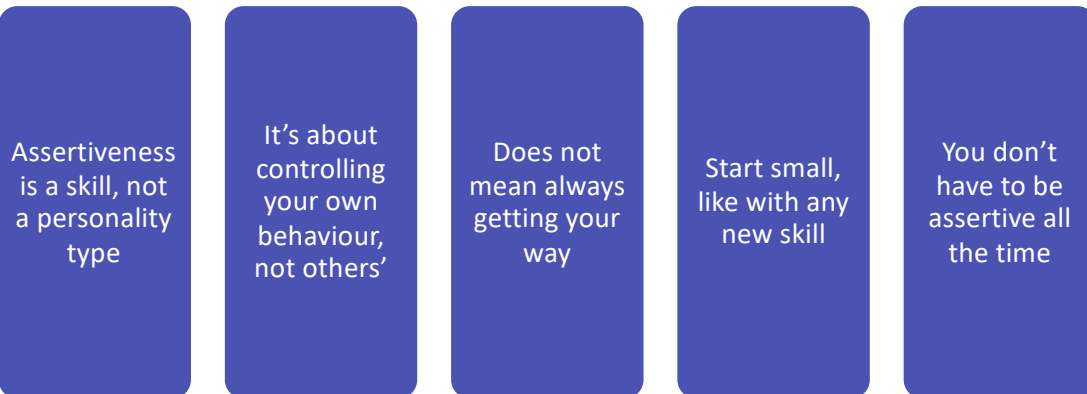 Assertiveness
is a skill, not
a personality
type
It’s about
controlling
your own
behaviour,
not others’
Does not
mean always
getting your
way
Start small,
like with any
new skill
You don’t
have to be
assertive all
the time